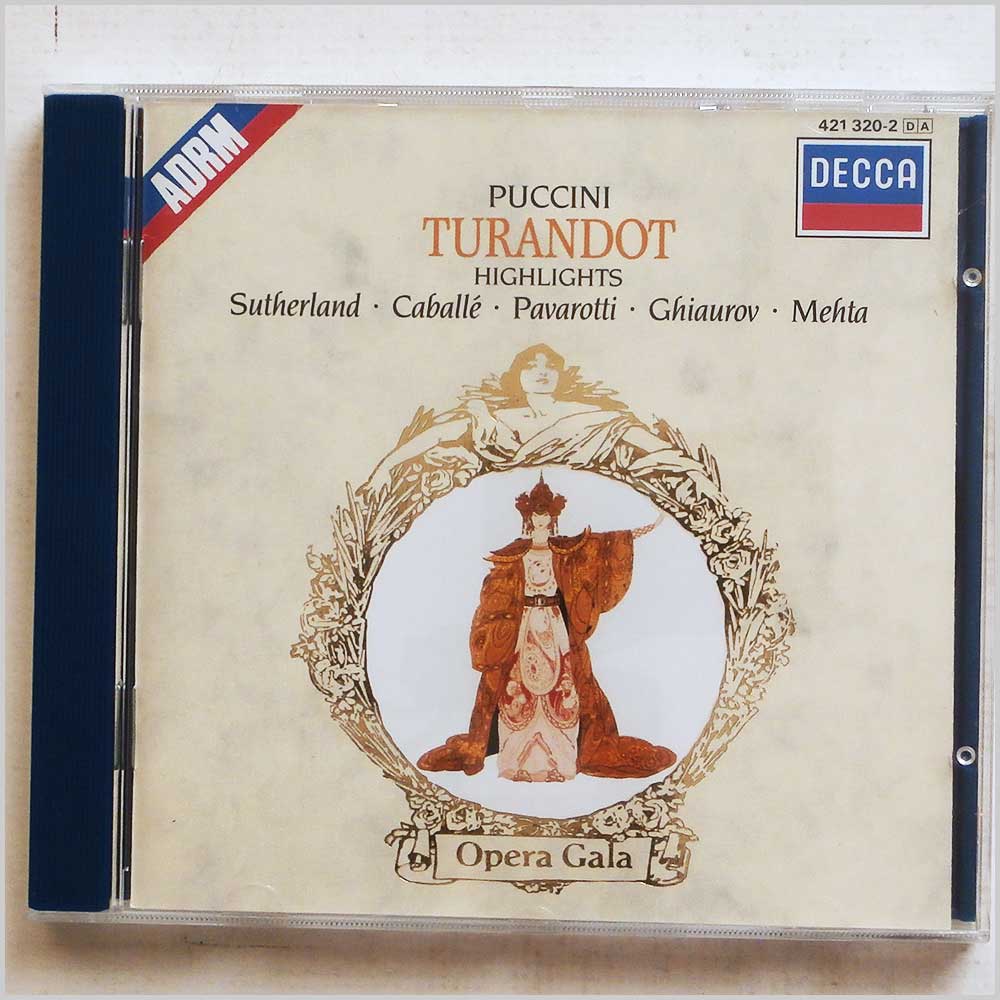 ADRM
421 320-2 DA
DECCA
PUCCINI
TURANDOT
HIGHLIGHTS
Sutherland · Caballé · Pavarotti · Ghiaurov · Mehta
Opera Gala